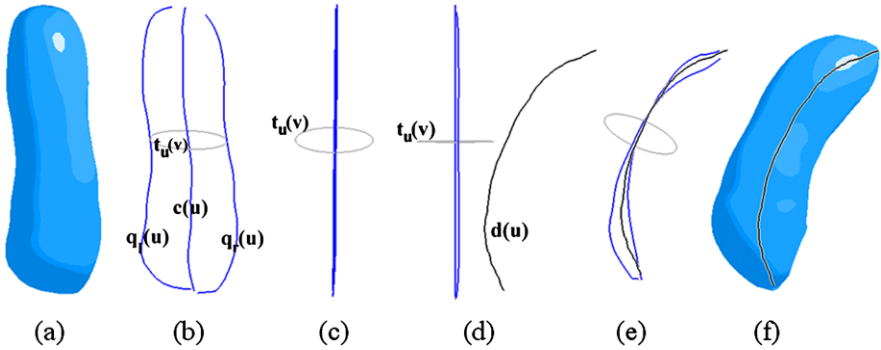 t_u(v)
c(u)
q_l(u)
q_r(u)
t_u(v)
t_u(v)
d(u)
(a) (b) (c) (d) (e) (f)